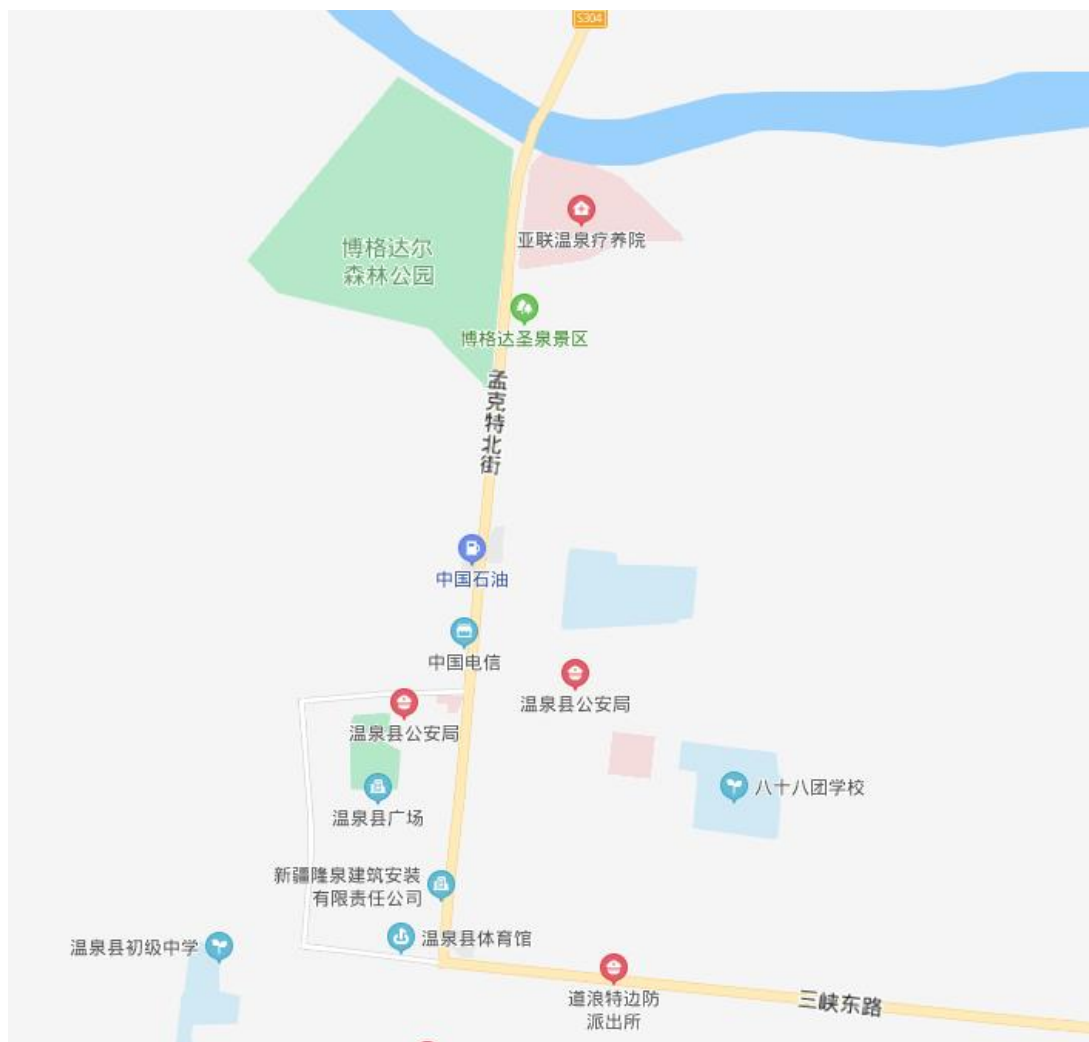 S304
博格达尔
森林公园
亚联温泉疗养院
博格达圣泉景区
孟克特北街
中国石油
中国电信
温泉县公安局
温泉县公安局
八十八团学校
温泉县广场
新疆隆泉建筑安装
有限责任公司
温泉县体育馆
温泉县初级中学
道浪特边防
派出所
三峡东路